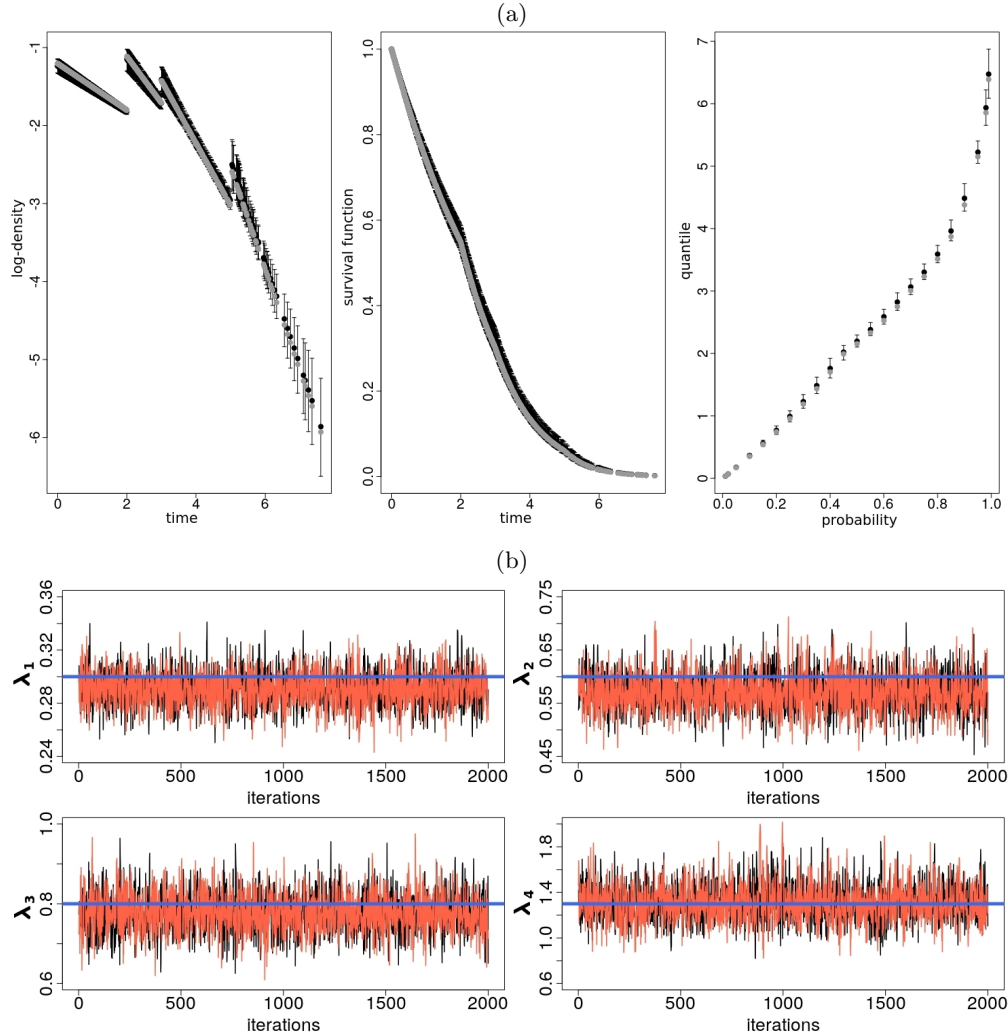 (a)
log-density
-1
-2
-3
-4
-5
-6
0 2 4 6
time
survival function
1.0
0.8
0.6
0.4
0.2
0.0
0 2 4 6
time
quantile
7
6
5
4
3
2
1
0
0.0 0.2 0.4 0.6 0.8 1.0
probability
(b)
λ1
0.36
0.32
0.28
0.24
0 500 1000 1500 2000
iterations
λ2
0.75
0.65
0.55
0.45
0 500 1000 1500 2000
iterations
λ3
1.0
0.8
0.6
0 500 1000 1500 2000
iterations
λ4
1.8
1.4
1.0
0.6
0 500 1000 1500 2000
iterations